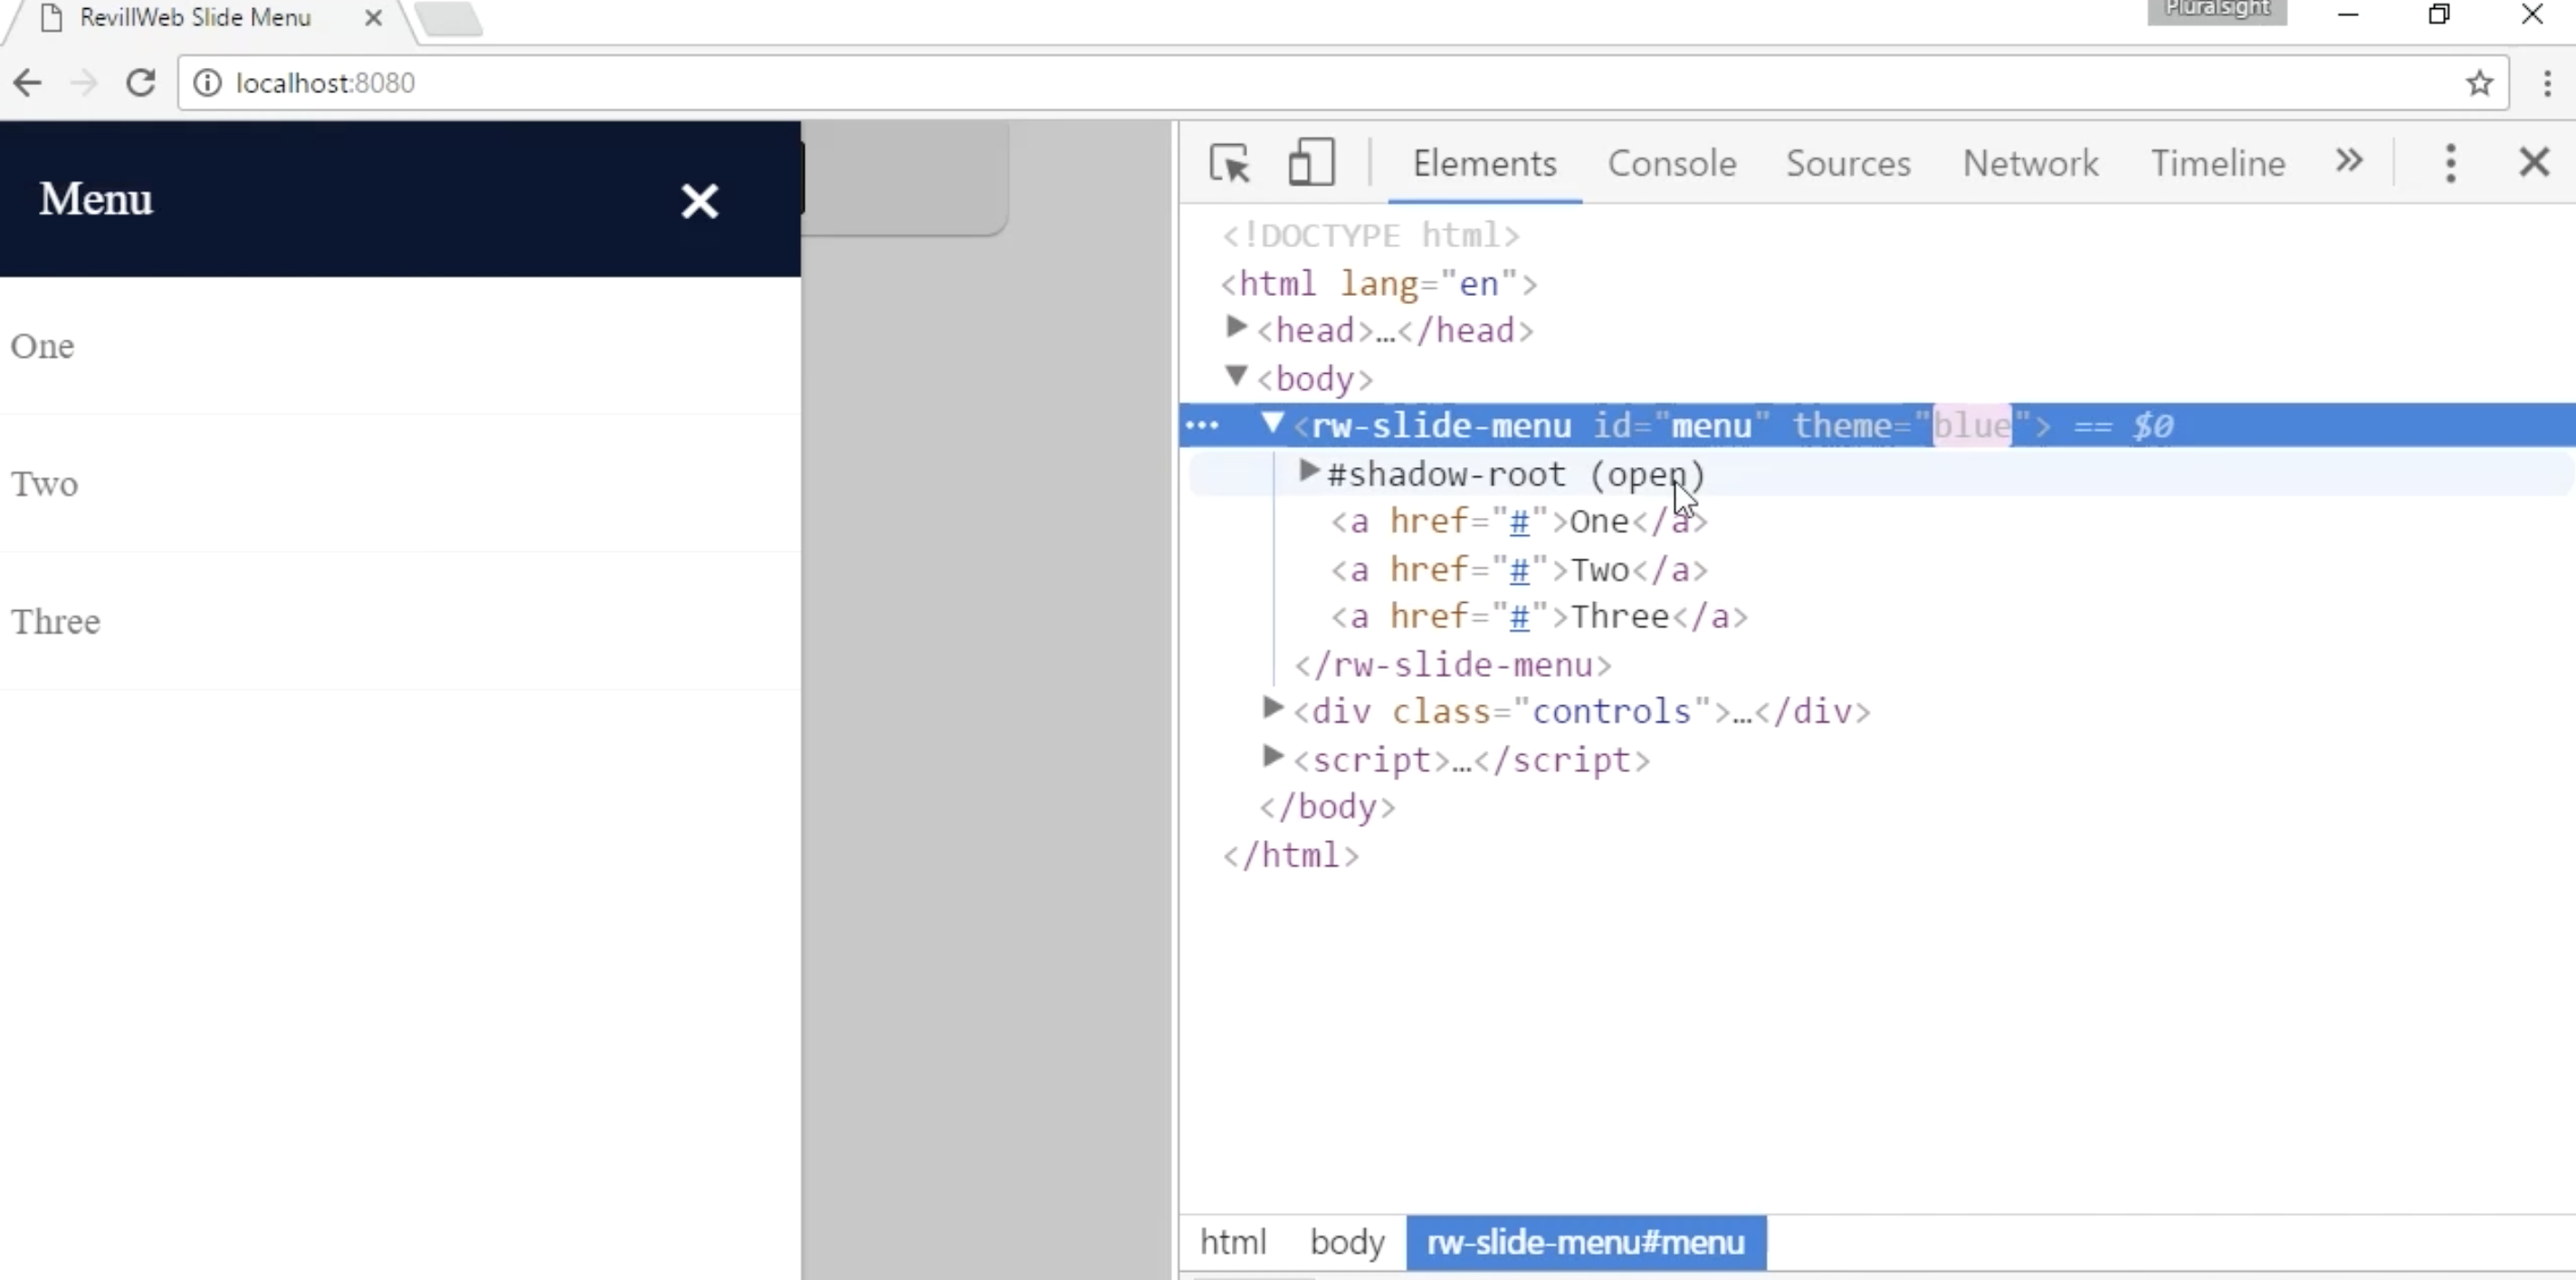 RevillWeb Slide Menu
Pluralsight
localhost:8080
Menu
One
Two
Three
Elements Console Sources Network Timeline
<!DOCTYPE html>
<html lang="en">
<head>…</head>
<body>
<rw-slide-menu id="menu" theme="blue"> == $0
#shadow-root (open)
<a href="#">One</a>
<a href="#">Two</a>
<a href="#">Three</a>
</rw-slide-menu>
<div class="controls">…</div>
<script>…</script>
</body>
</html>
html body rw-slide-menu#menu